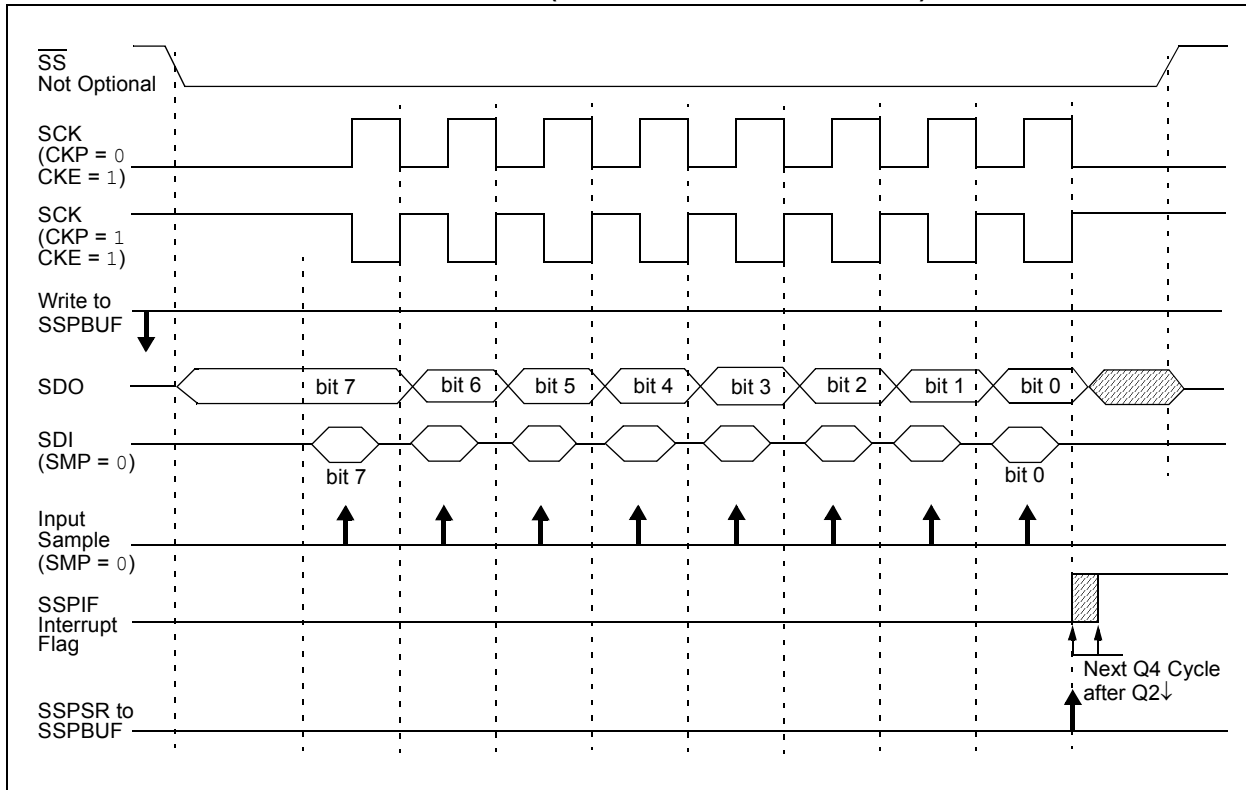 SS
Not Optional
SCK
(CKP = 0
CKE = 1)
SCK
(CKP = 1
CKE = 1)
Write to
SSPBUF
SDO
bit 7
bit 6
bit 5
bit 4
bit 3
bit 2
bit 1
bit 0
SDI
(SMP = 0)
bit 7
bit 0
Input
Sample
(SMP = 0)
SSPIF
Interrupt
Flag
Next Q4 Cycle
after Q2↓
SSPSR to
SSPBUF